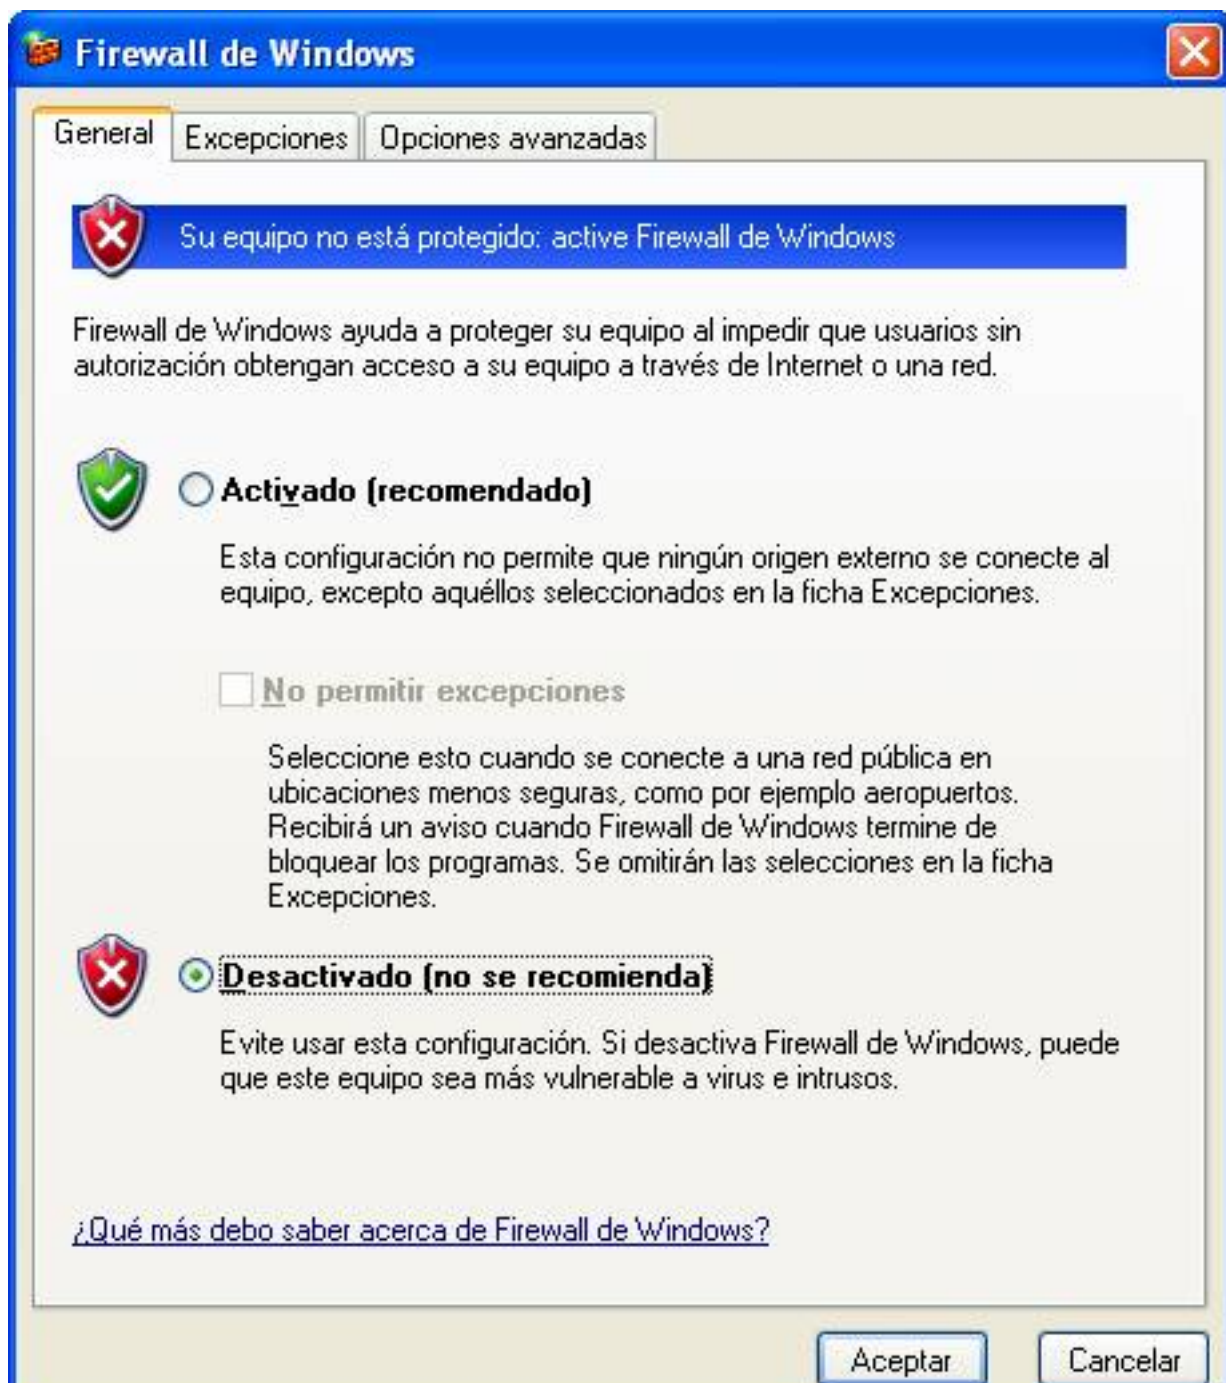 Firewall de Windows
General
Excepciones
Opciones avanzadas
Su equipo no está protegido: active Firewall de Windows
Firewall de Windows ayuda a proteger su equipo al impedir que usuarios sin
autorización obtengan acceso a su equipo a través de Internet o una red.
Activado (recomendado)
Esta configuración no permite que ningún origen externo se conecte al
equipo, excepto aquéllos seleccionados en la ficha Excepciones.
No permitir excepciones
Seleccione esto cuando se conecte a una red pública en
ubicaciones menos seguras, como por ejemplo aeropuertos.
Recibirá un aviso cuando Firewall de Windows termine de
bloquear los programas. Se omitirán las selecciones en la ficha
Excepciones.
Desactivado (no se recomienda)
Evite usar esta configuración. Si desactiva Firewall de Windows, puede
que este equipo sea más vulnerable a virus e intrusos.
¿Qué más debo saber acerca de Firewall de Windows?
Aceptar
Cancelar